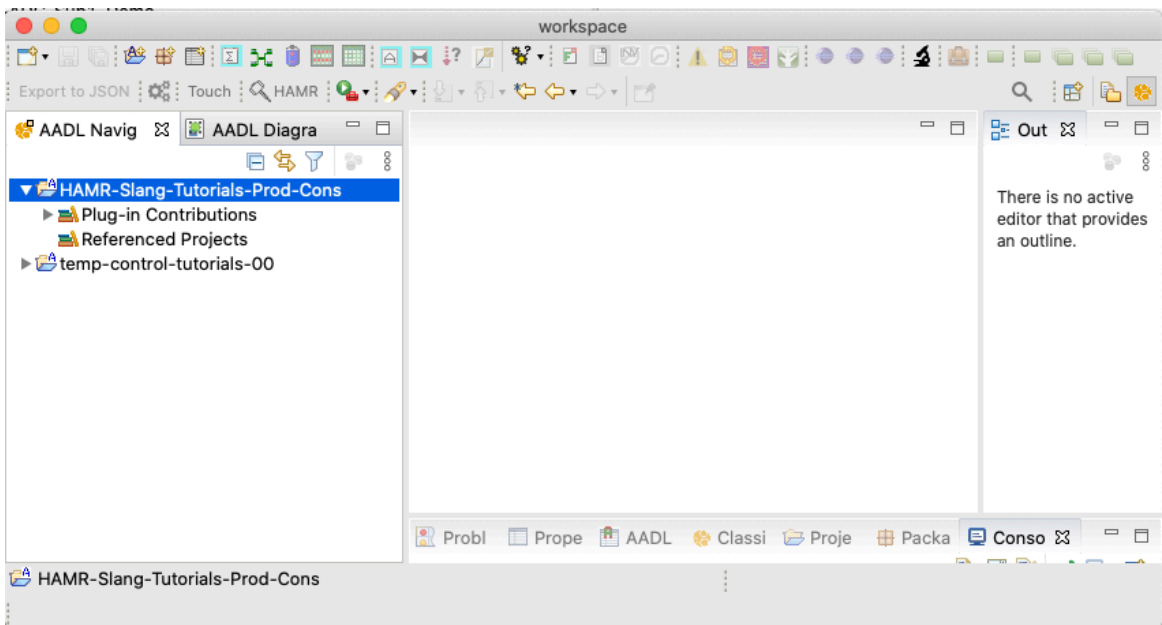 workspace
Export to JSON Touch HAMR
AADL Navig AADL Diagra Out
HAMR-Slang-Tutorials-Prod-Cons
Plug-in Contributions
Referenced Projects
temp-control-tutorials-00
There is no active
editor that provides
an outline.
Probl Prope AADL Classi Proje Packa Conso
HAMR-Slang-Tutorials-Prod-Cons